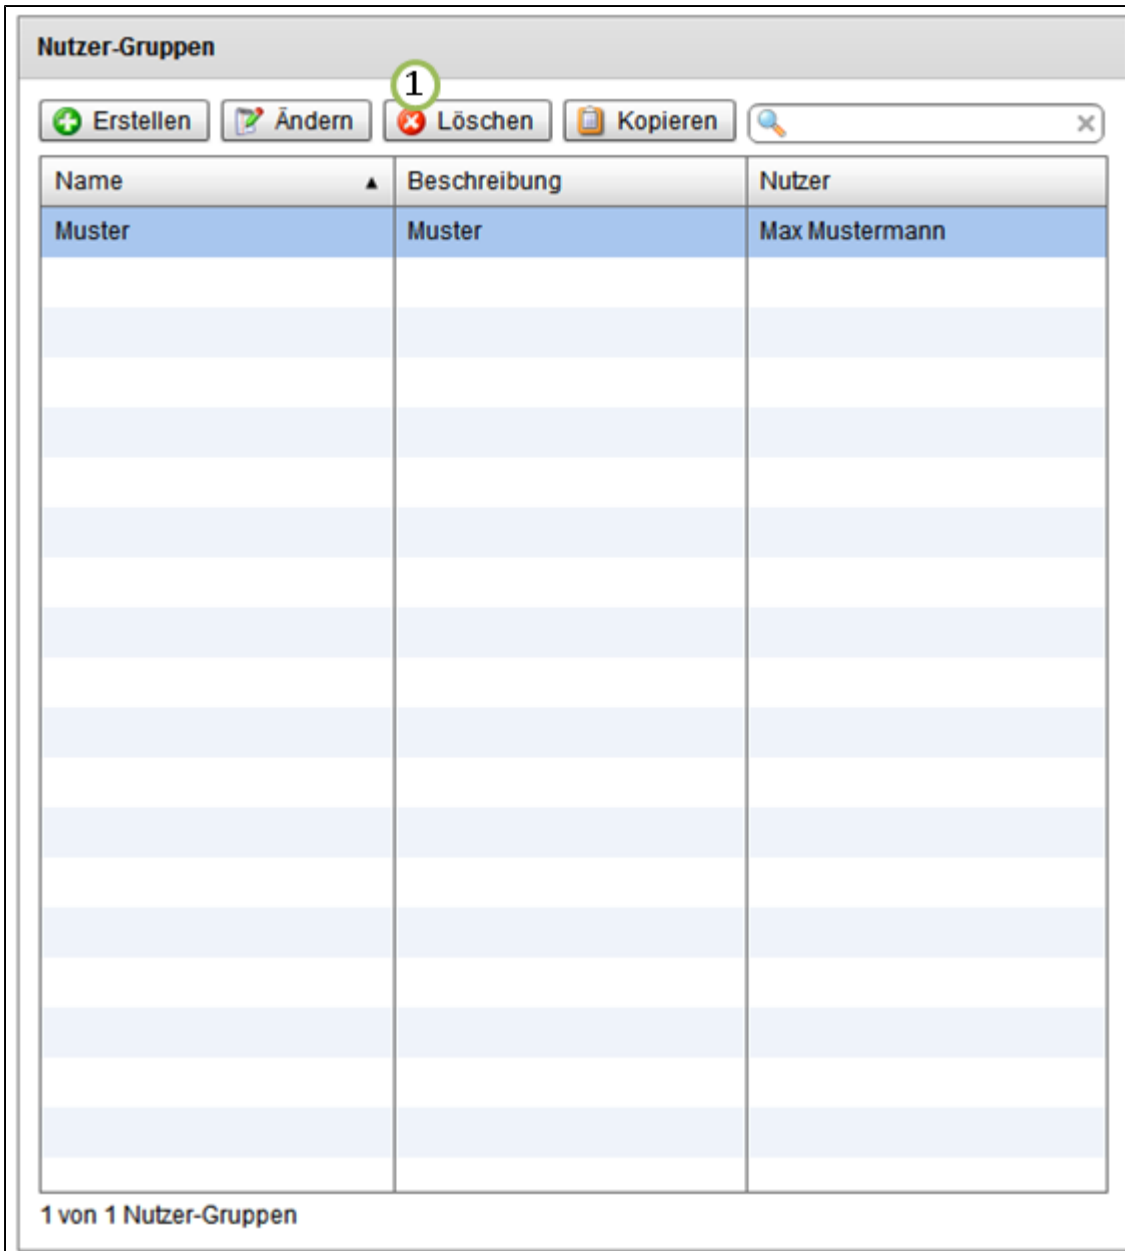 Nutzer-Gruppen
1
Erstellen Ändern Löschen Kopieren
Name Beschreibung Nutzer
Muster Muster Max Mustermann
1 von 1 Nutzer-Gruppen